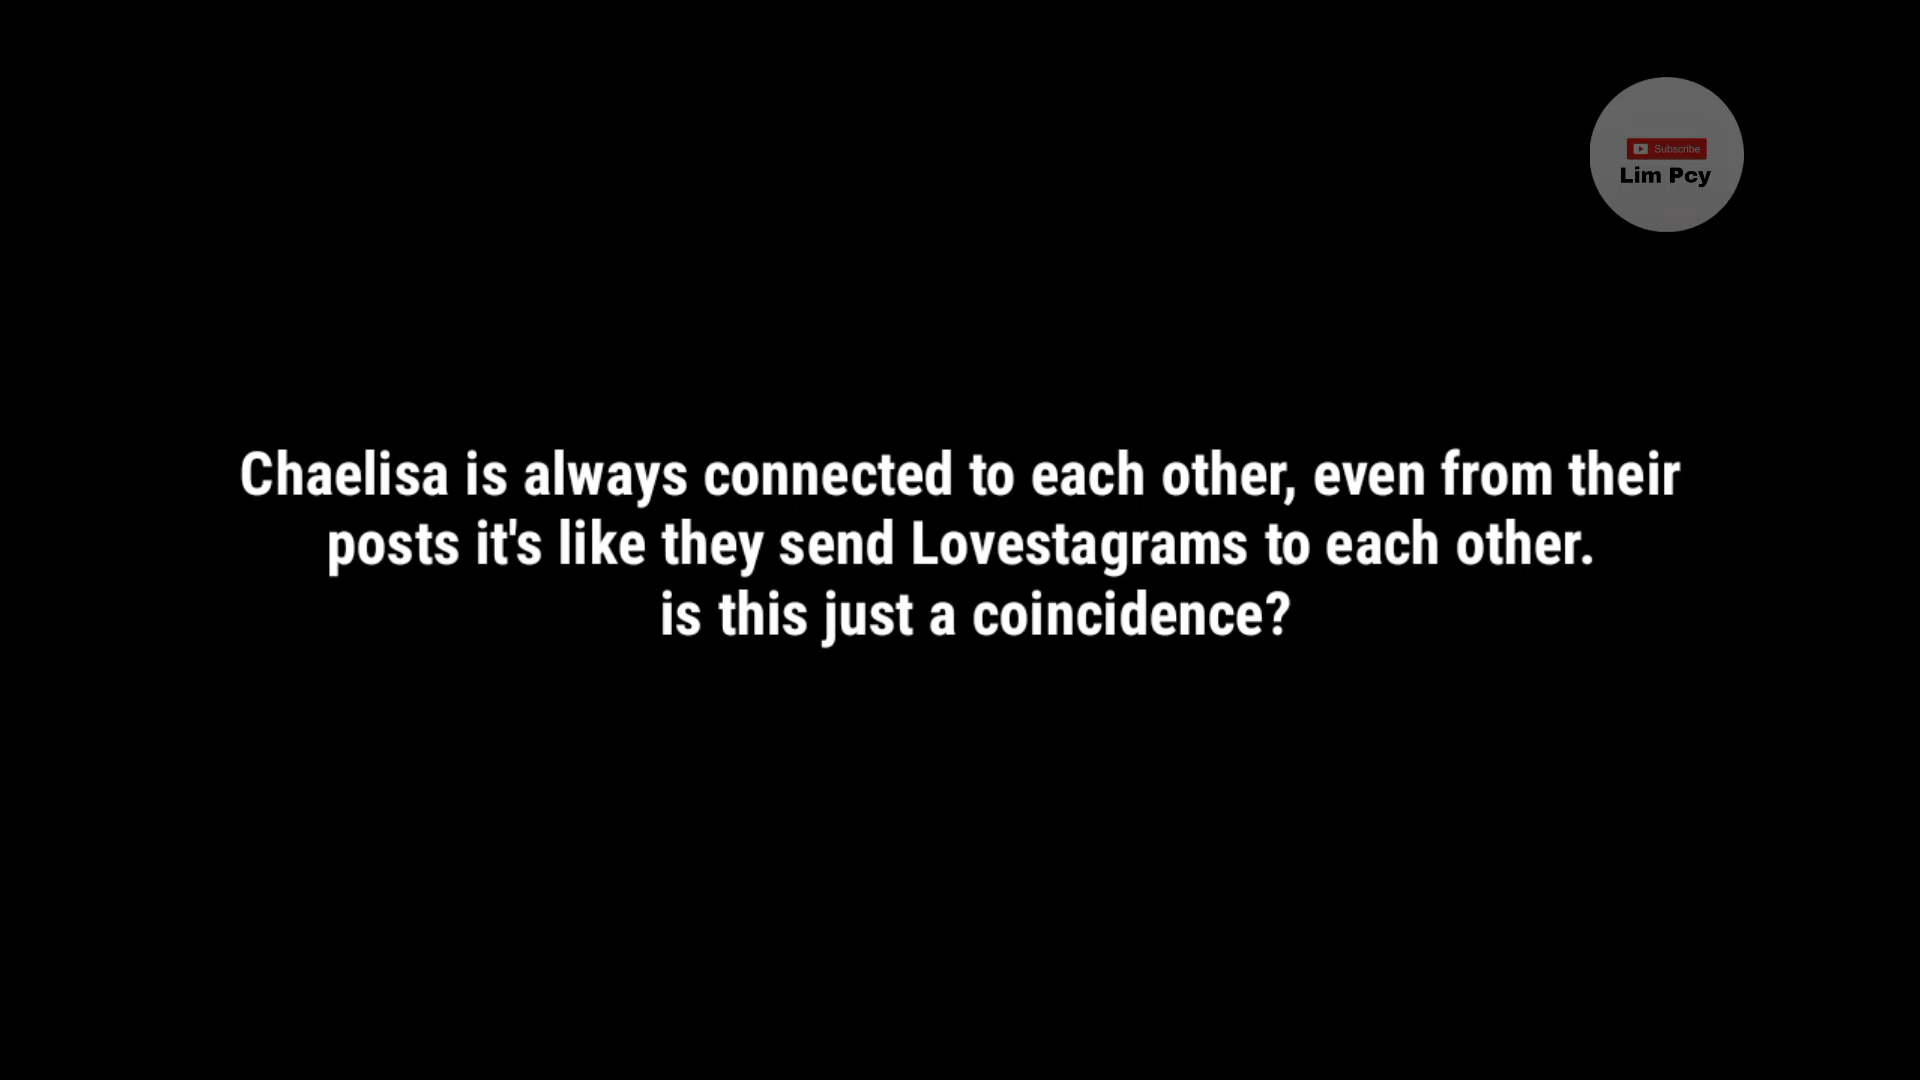 Subscribe
Lim Pcy
Chaelisa is always connected to each other, even from their
posts it's like they send Lovestagrams to each other.
is this just a coincidence?